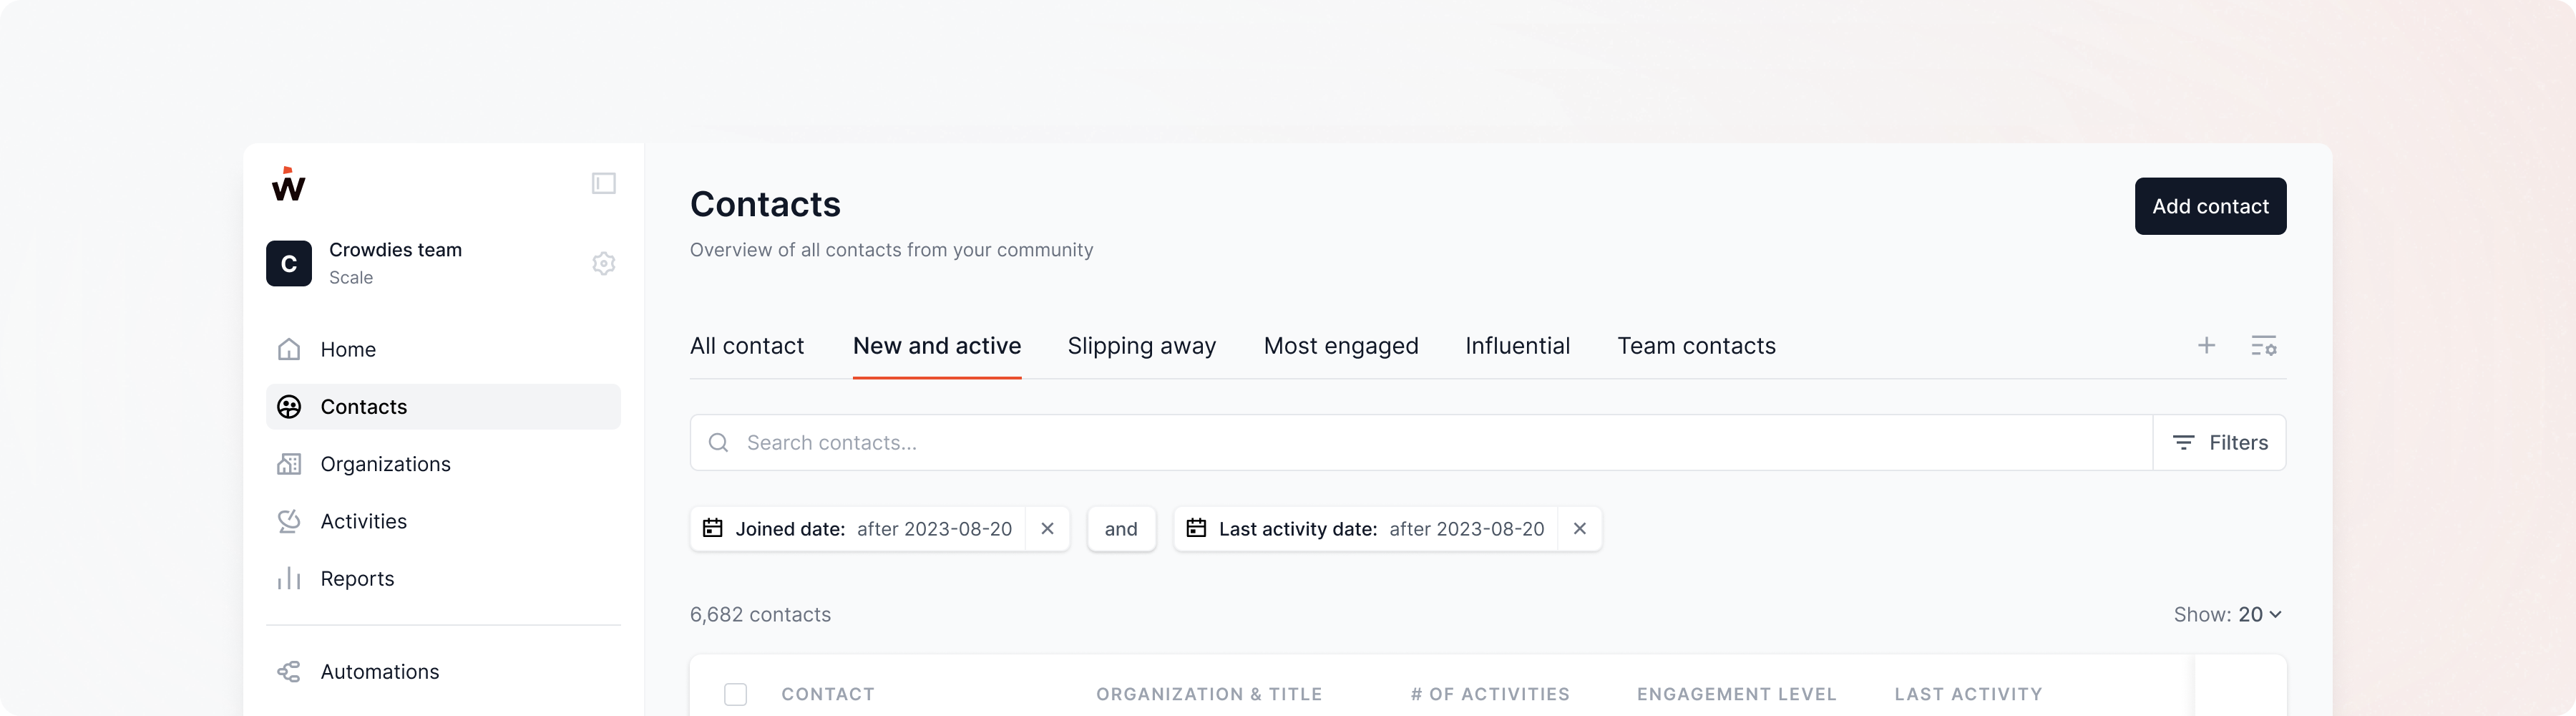 w
C
Crowdies team
Scale
Home
Contacts
Organizations
Activities
Reports
Automations
Contacts
Overview of all contacts from your community
Add contact
All contact New and active Slipping away Most engaged Influential Team contacts
Search contacts... Filters
Joined date: after 2023-08-20 and Last activity date: after 2023-08-20
6,682 contacts Show: 20
CONTACT ORGANIZATION & TITLE # OF ACTIVITIES ENGAGEMENT LEVEL LAST ACTIVITY